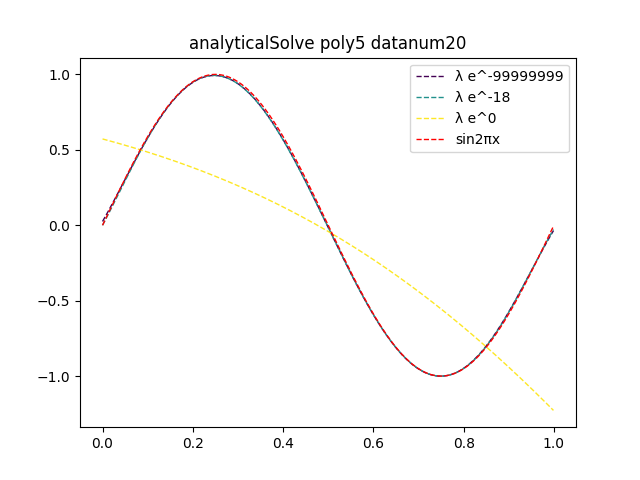 analyticalSolve poly5 datanum20
λ e^-99999999
λ e^-18
λ e^0
sin2πx
1.0
0.5
0.0
−0.5
−1.0
0.0 0.2 0.4 0.6 0.8 1.0